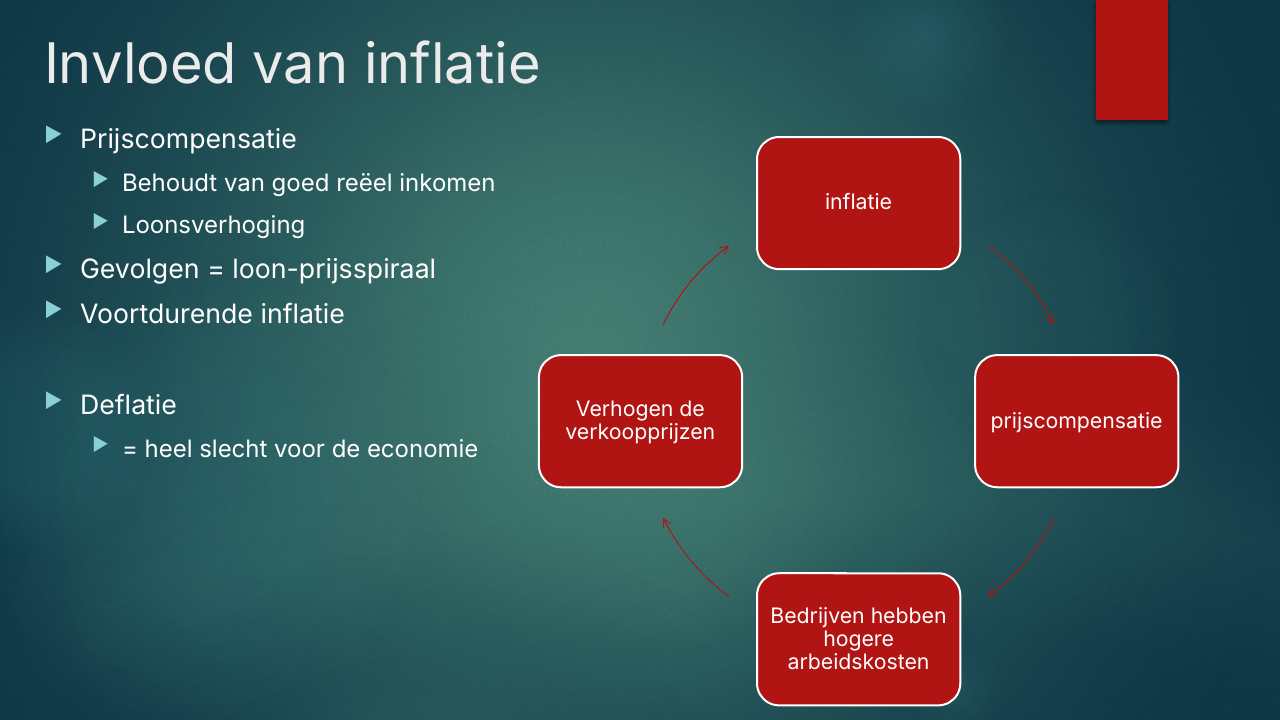 Invloed van inflatie
Prijscompensatie
Behoudt van goed reëel inkomen
Loonsverhoging
Gevolgen = loon-prijsspiraal
Voortdurende inflatie
Deflatie
= heel slecht voor de economie
inflatie
prijscompensatie
Bedrijven hebben
hogere
arbeidskosten
Verhogen de
verkoopprijzen